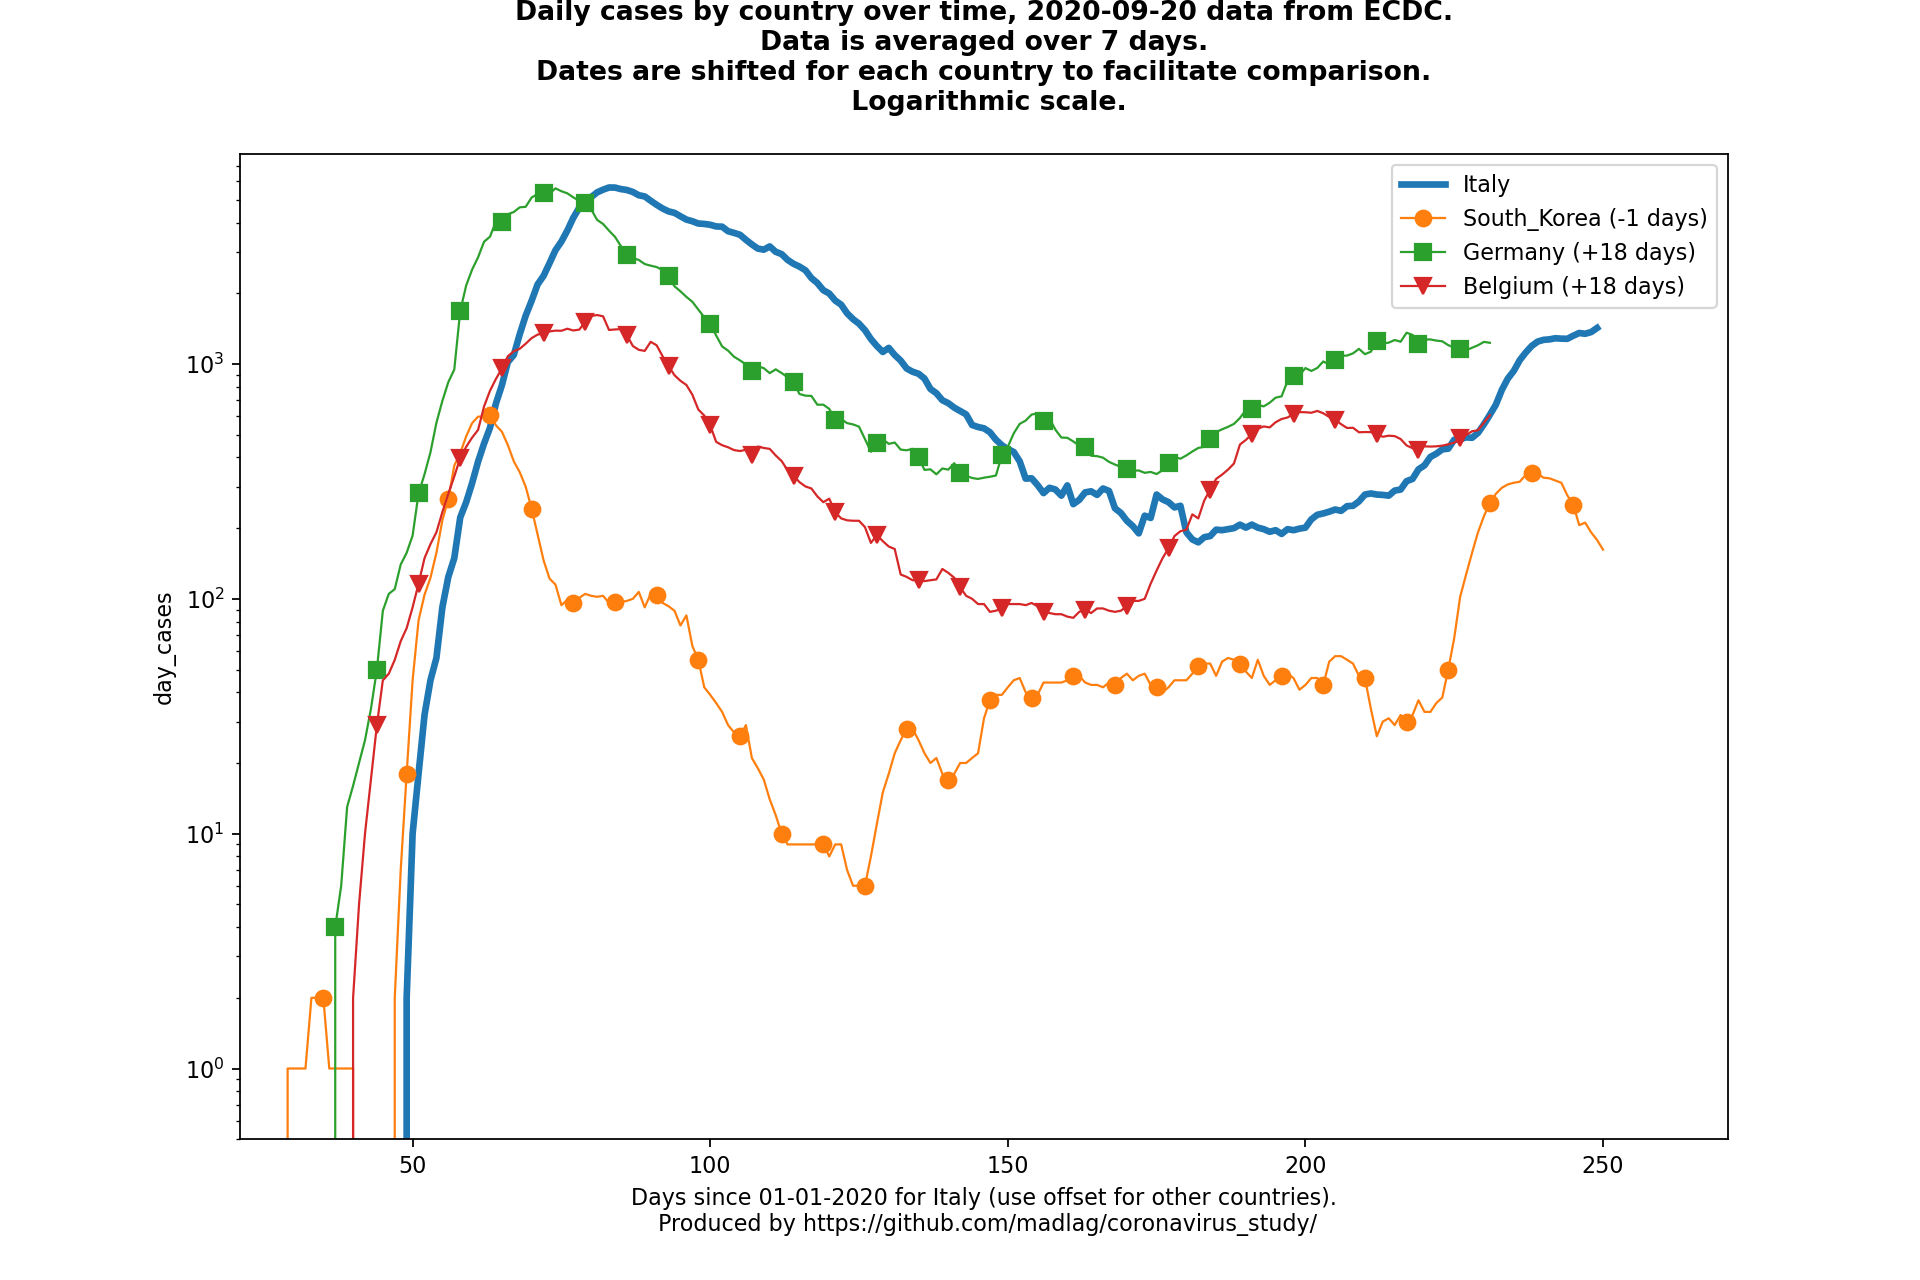 Daily cases by country over time, 2020-09-20 data from ECDC.
Data is averaged over 7 days.
Dates are shifted for each country to facilitate comparison.
Logarithmic scale.
Italy
South_Korea (-1 days)
Germany (+18 days)
Belgium (+18 days)
day_cases
10³
10²
10¹
10⁰
50 100 150 200 250
Days since 01-01-2020 for Italy (use offset for other countries).
Produced by https://github.com/madlag/coronavirus_study/